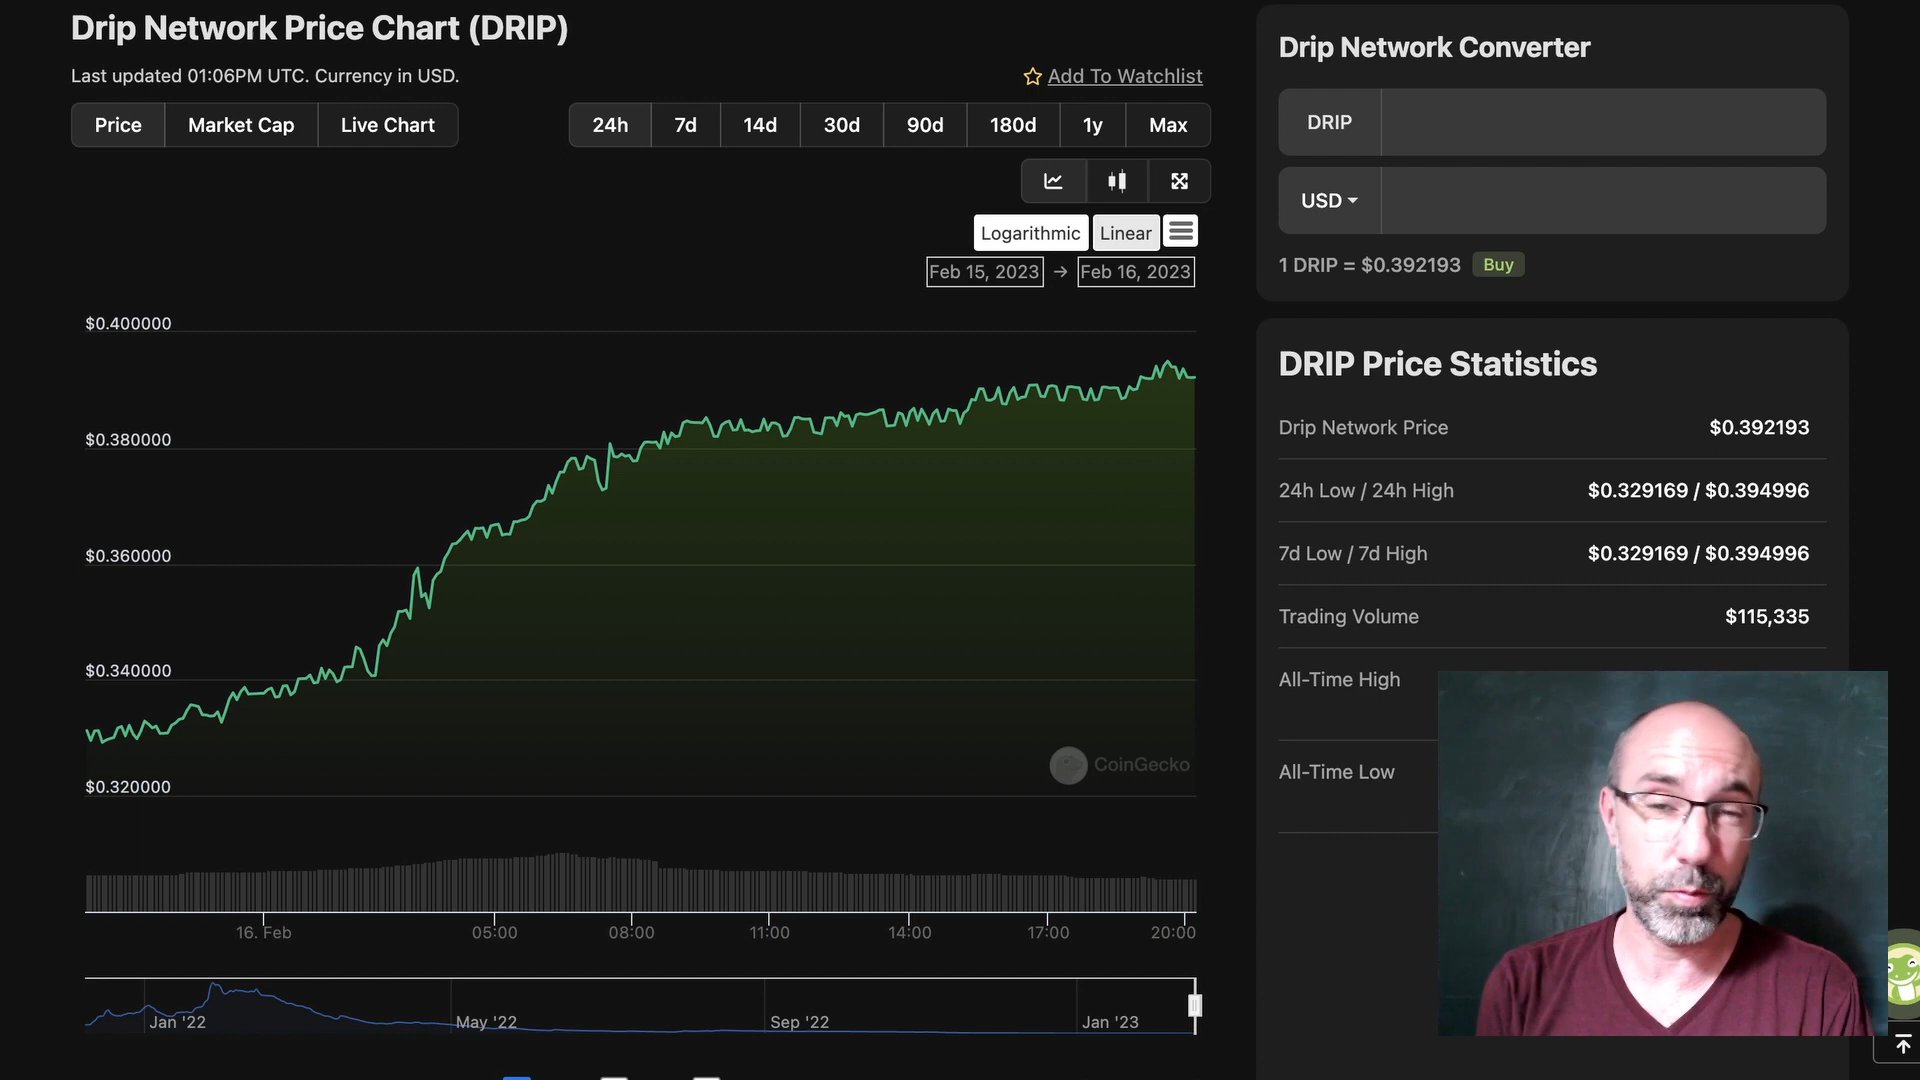 Drip Network Price Chart (DRIP)
Last updated 01:06PM UTC. Currency in USD.
Add To Watchlist
Price Market Cap Live Chart
24h 7d 14d 30d 90d 180d 1y Max
Logarithmic Linear
Feb 15, 2023 → Feb 16, 2023
$0.400000
$0.380000
$0.360000
$0.340000
$0.320000
CoinGecko
16. Feb 05:00 08:00 11:00 14:00 17:00 20:00
Jan '22 May '22 Sep '22 Jan '23
Drip Network Converter
DRIP
USD
1 DRIP = $0.392193 Buy
DRIP Price Statistics
Drip Network Price $0.392193
24h Low / 24h High $0.329169 / $0.394996
7d Low / 7d High $0.329169 / $0.394996
Trading Volume $115,335
All-Time High
All-Time Low